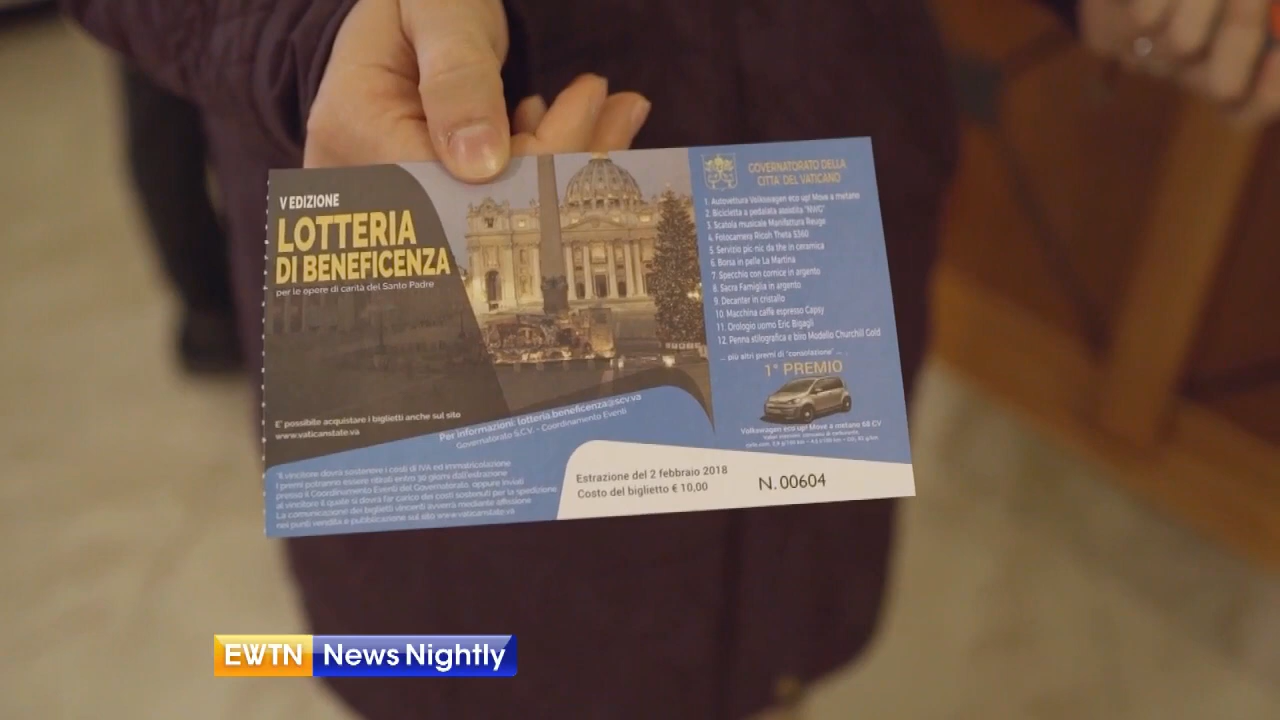 V EDIZIONE
LOTTERIA
DI BENEFICENZA
per le opere di carità del Santo Padre
E' possibile acquistare i biglietti anche sul sito
www.vaticanstate.va
Per informazioni: lotteria.beneficenza@scv.va
Governatorato S.C.V. - Coordinamento Eventi
Il vincitore dovrà sostenere i costi di IVA ed immatricolazione
I premi potranno essere ritirati entro 30 giorni dall'estrazione
presso il Coordinamento Eventi del Governatorato, oppure inviati
al vincitore il quale si dovrà far carico dei costi sostenuti per la spedizione.
La comunicazione dei biglietti vincenti avverrà mediante affissione
nei punti vendita e pubblicazione sul sito www.vaticanstate.va
GOVERNATORATO DELLA
CITTA' DEL VATICANO
1. Autovettura Volkswagen eco up! Move a metano
2. Bicicletta a pedalata assistita "NWG"
3. Scatola musicale Manifattura Reuge
4. Fotocamera Ricoh Theta S360
5. Servizio pic-nic da the in ceramica
6. Borsa in pelle La Martina
7. Specchio con cornice in argento
8. Sacra Famiglia in argento
9. Decanter in cristallo
10. Macchina caffè espresso Capsy
11. Orologio uomo Eric Bigagli
12. Penna stilografica e biro Modello Churchill Gold
... più altri premi di "consolazione" ...
1° PREMIO
Volkswagen eco up! Move a metano 68 CV
Estrazione del 2 febbraio 2018
Costo del biglietto € 10,00
N. 00604
EWTN News Nightly